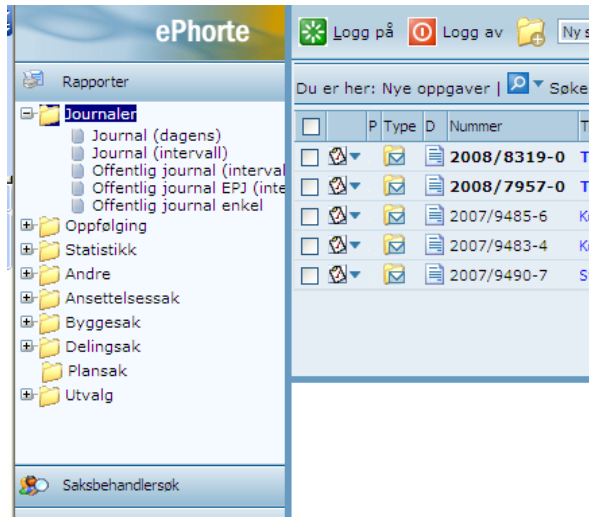 ePhorte
Logg på Logg av Ny s
Rapporter
Du er her: Nye oppgaver | Søke
Journaler
Journal (dagens)
Journal (intervall)
Offentlig journal (interval
Offentlig journal EPJ (inte
Offentlig journal enkel
Oppfølging
Statistikk
Andre
Ansettelsessak
Byggesak
Delingsak
Plansak
Utvalg
P Type D Nummer T
2008/8319-0 T
2008/7957-0 T
2007/9485-6 K
2007/9483-4 K
2007/9490-7 S
Saksbehandlersøk